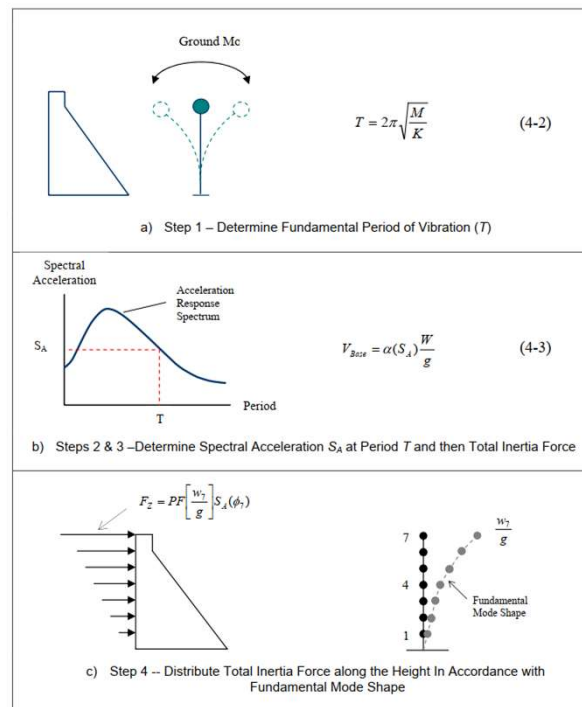 Ground Mc
T = 2π√(M/K) (4-2)
a) Step 1 – Determine Fundamental Period of Vibration (T)
Spectral
Acceleration
Acceleration
Response
Spectrum
S_A
V_Base = α(S_A) W/g (4-3)
Period
T
b) Steps 2 & 3 –Determine Spectral Acceleration S_A at Period T and then Total Inertia Force
F_Z = PF[w_7/g]S_A(ϕ_7)
w_7/g
7
4
Fundamental
Mode Shape
1
c) Step 4 -- Distribute Total Inertia Force along the Height In Accordance with
Fundamental Mode Shape